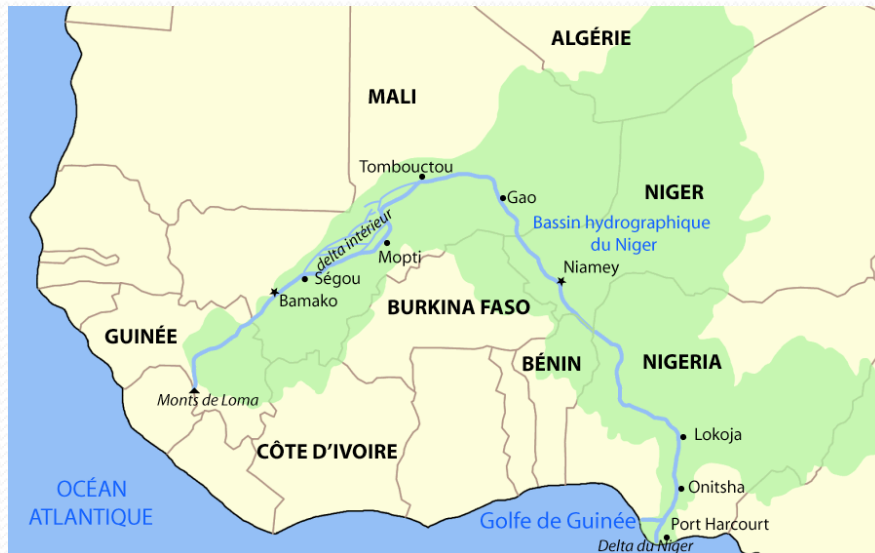 ALGÉRIE
MALI
Tombouctou
Gao
NIGER
Bassin hydrographique
du Niger
delta intérieur
Mopti
Niamey
Ségou
Bamako
BURKINA FASO
GUINÉE
BÉNIN
NIGERIA
Monts de Loma
Lokoja
CÔTE D'IVOIRE
OCÉAN
ATLANTIQUE
Onitsha
Golfe de Guinée
Port Harcourt
Delta du Niger